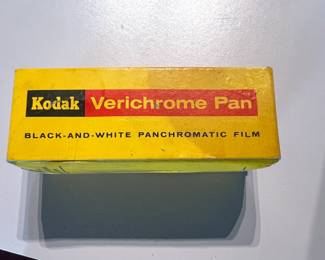 Kodak Verichrome Pan
BLACK-AND-WHITE PANCHROMATIC FILM